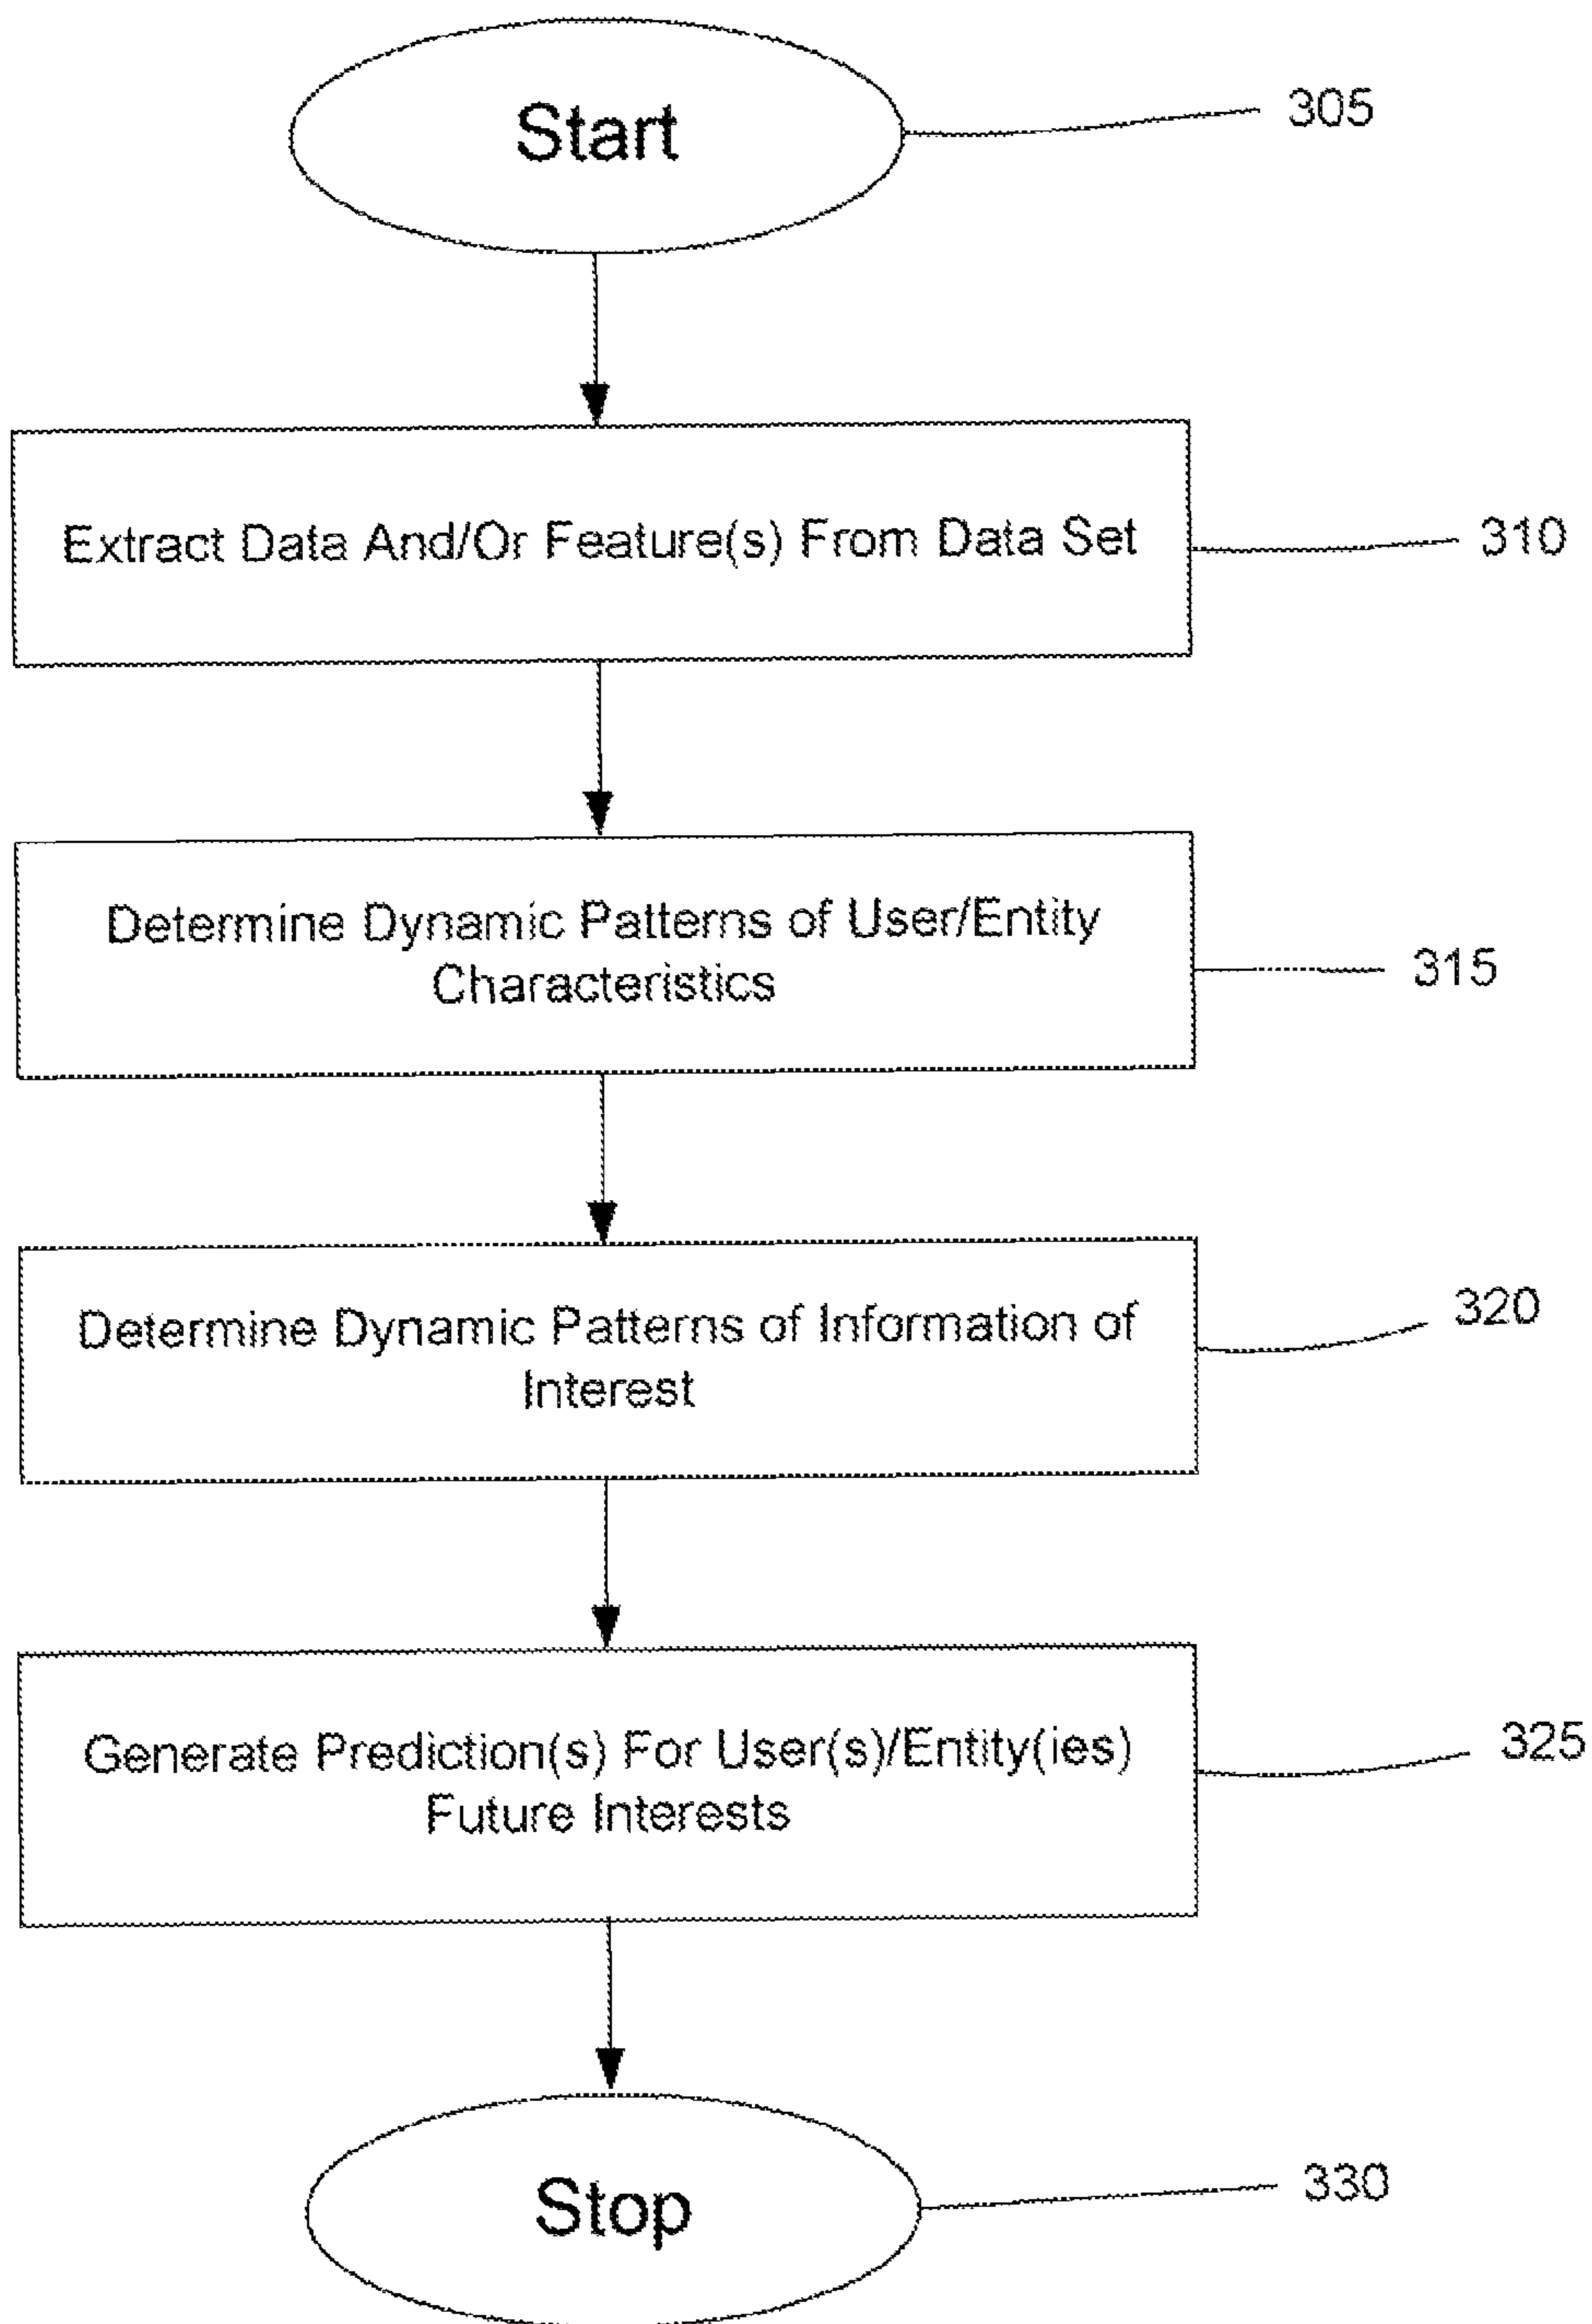 Start
305
Extract Data And/Or Feature(s) From Data Set
310
Determine Dynamic Patterns of User/Entity
Characteristics
315
Determine Dynamic Patterns of Information of
Interest
320
Generate Prediction(s) For User(s)/Entity(ies)
Future Interests
325
Stop
330